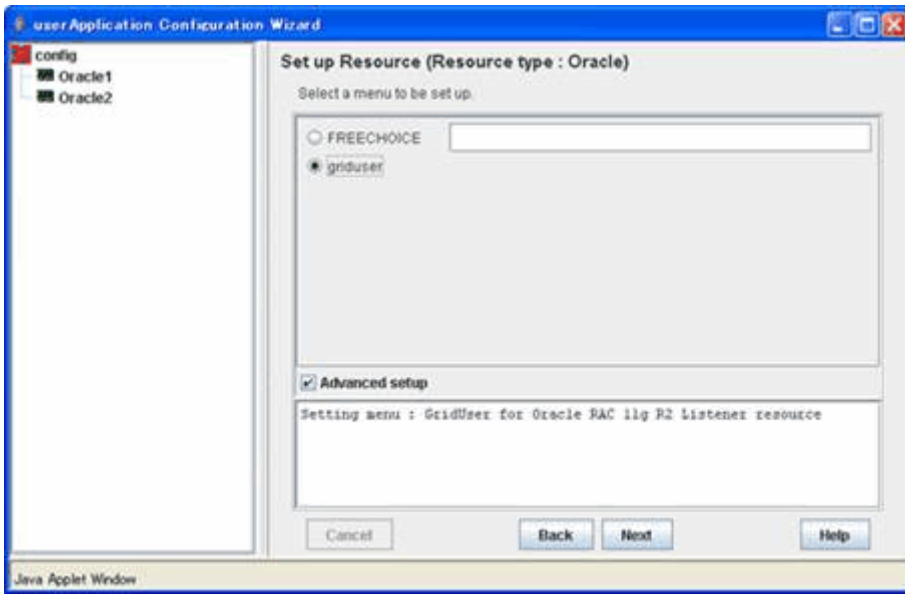 userApplication Configuration Wizard
config
Oracle1
Oracle2
Set up Resource (Resource type : Oracle)
Select a menu to be set up.
FREECHOICE
griduser
Advanced setup
Setting menu : GridUser for Oracle RAC 11g R2 Listener resource
Cancel
Back
Next
Help
Java Applet Window